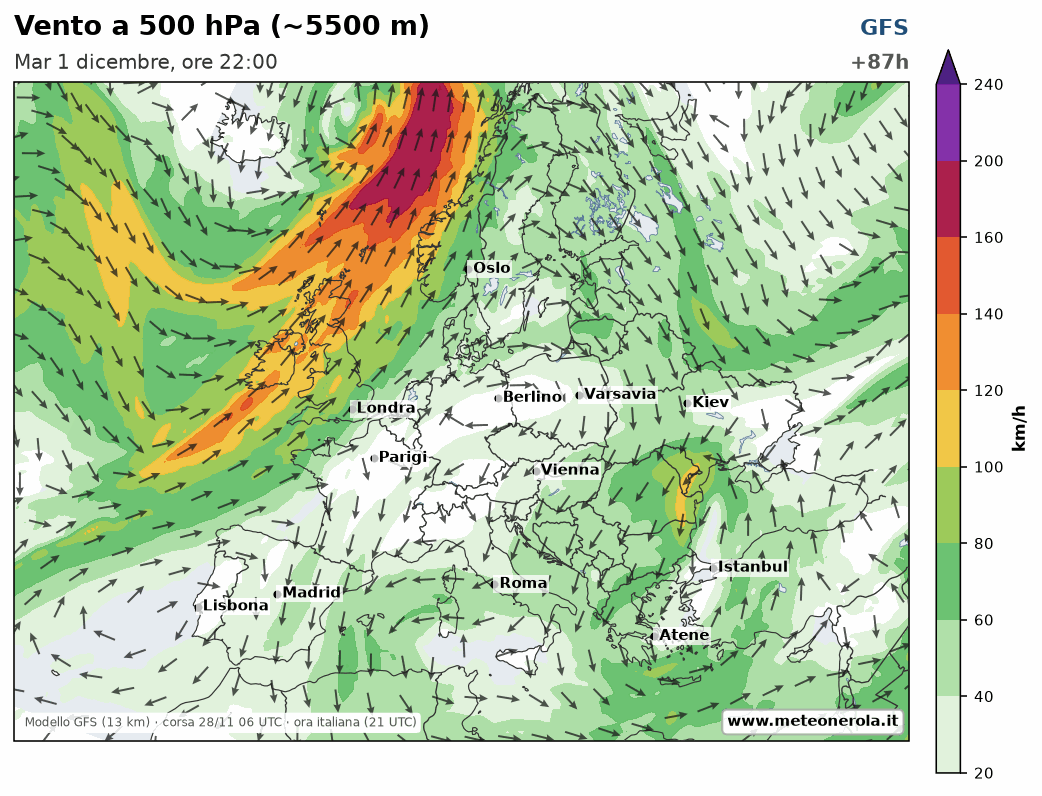 Vento a 500 hPa (~5500 m)
GFS
Mar 1 dicembre, ore 22:00
+87h
240
200
160
140
120
100
80
60
40
20
km/h
Oslo
Londra
Berlino
Varsavia
Kiev
Parigi
Vienna
Istanbul
Roma
Madrid
Lisbona
Atene
Modello GFS (13 km) · corsa 28/11 06 UTC · ora italiana (21 UTC)
www.meteonerola.it